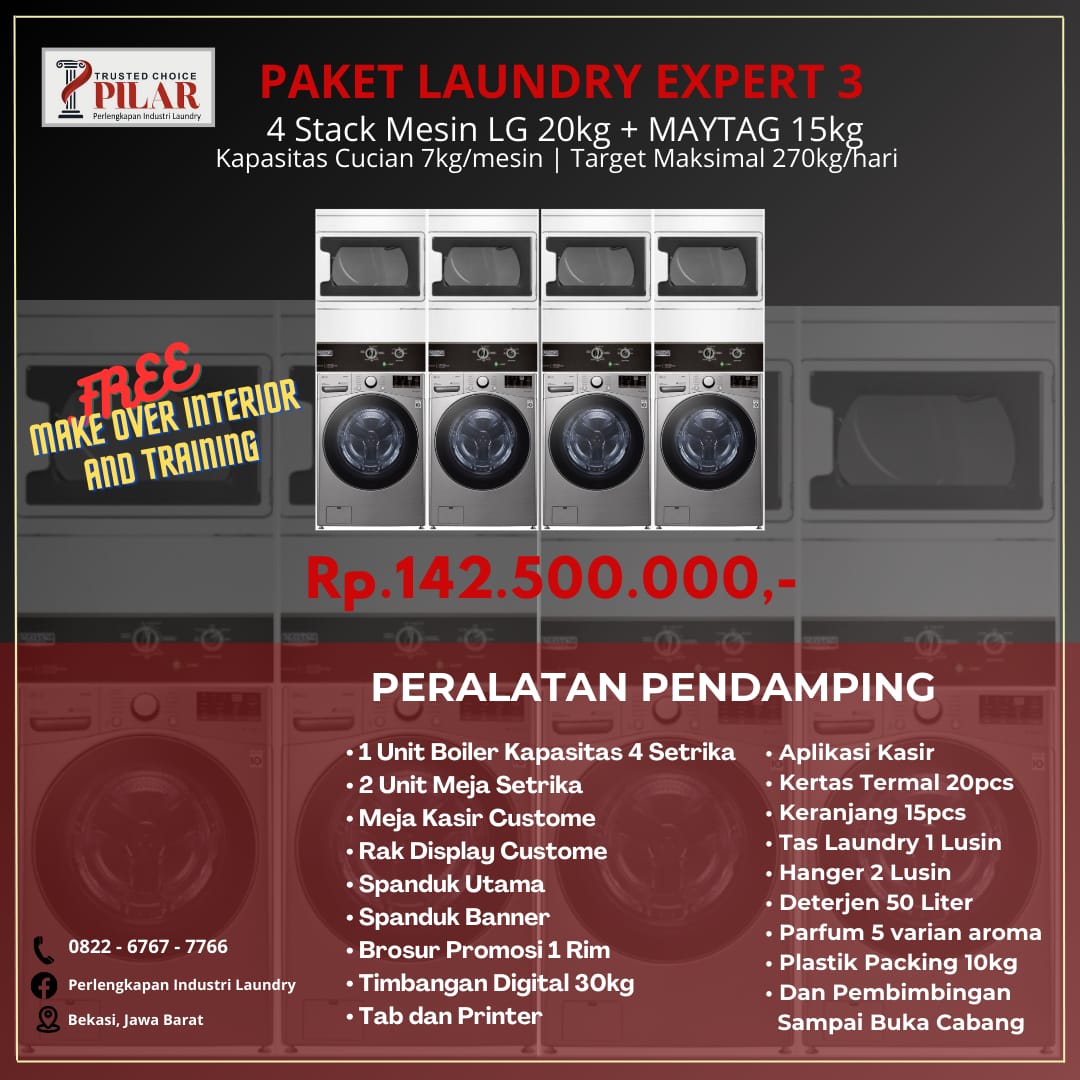 TRUSTED CHOICE
PILAR
Perlengkapan Industri Laundry
PAKET LAUNDRY EXPERT 3
4 Stack Mesin LG 20kg + MAYTAG 15kg
Kapasitas Cucian 7kg/mesin | Target Maksimal 270kg/hari
FREE
MAKE OVER INTERIOR
AND TRAINING
Rp.142.500.000,-
PERALATAN PENDAMPING
• 1 Unit Boiler Kapasitas 4 Setrika
• 2 Unit Meja Setrika
• Meja Kasir Custome
• Rak Display Custome
• Spanduk Utama
• Spanduk Banner
• Brosur Promosi 1 Rim
• Timbangan Digital 30kg
• Tab dan Printer
• Aplikasi Kasir
• Kertas Termal 20pcs
• Keranjang 15pcs
• Tas Laundry 1 Lusin
• Hanger 2 Lusin
• Deterjen 50 Liter
• Parfum 5 varian aroma
• Plastik Packing 10kg
• Dan Pembimbingan
Sampai Buka Cabang
0822 - 6767 - 7766
Perlengkapan Industri Laundry
Bekasi, Jawa Barat